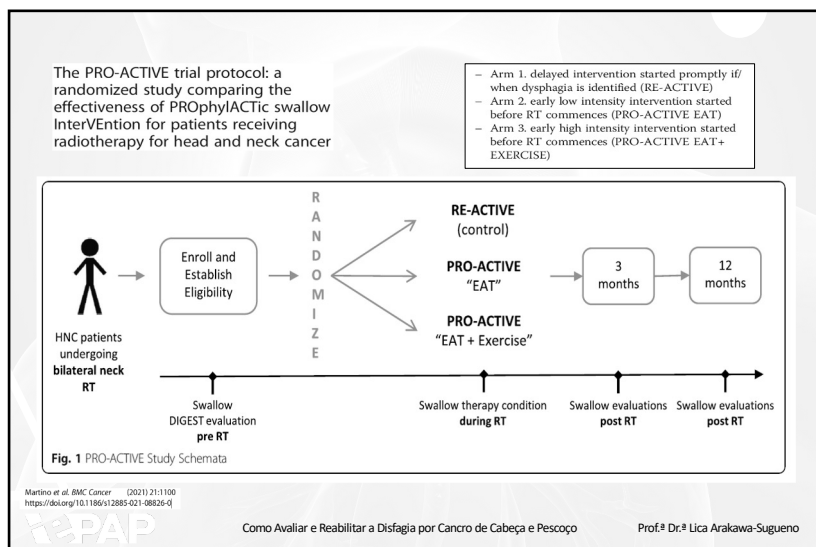 The PRO-ACTIVE trial protocol: a
randomized study comparing the
effectiveness of PROphylACTic swallow
InterVEntion for patients receiving
radiotherapy for head and neck cancer
– Arm 1. delayed intervention started promptly if/
when dysphagia is identified (RE-ACTIVE)
– Arm 2. early low intensity intervention started
before RT commences (PRO-ACTIVE EAT)
– Arm 3. early high intensity intervention started
before RT commences (PRO-ACTIVE EAT+
EXERCISE)
HNC patients
undergoing
bilateral neck
RT
Enroll and
Establish
Eligibility
R
A
N
D
O
M
I
Z
E
RE-ACTIVE
(control)
PRO-ACTIVE
"EAT"
PRO-ACTIVE
"EAT + Exercise"
3
months
12
months
Swallow
DIGEST evaluation
pre RT
Swallow therapy condition
during RT
Swallow evaluations
post RT
Swallow evaluations
post RT
Fig. 1 PRO-ACTIVE Study Schemata
Martino et al. BMC Cancer (2021) 21:1100
https://doi.org/10.1186/s12885-021-08826-0
EPAP
Como Avaliar e Reabilitar a Disfagia por Cancro de Cabeça e Pescoço
Prof.ª Dr.ª Lica Arakawa-Sugueno